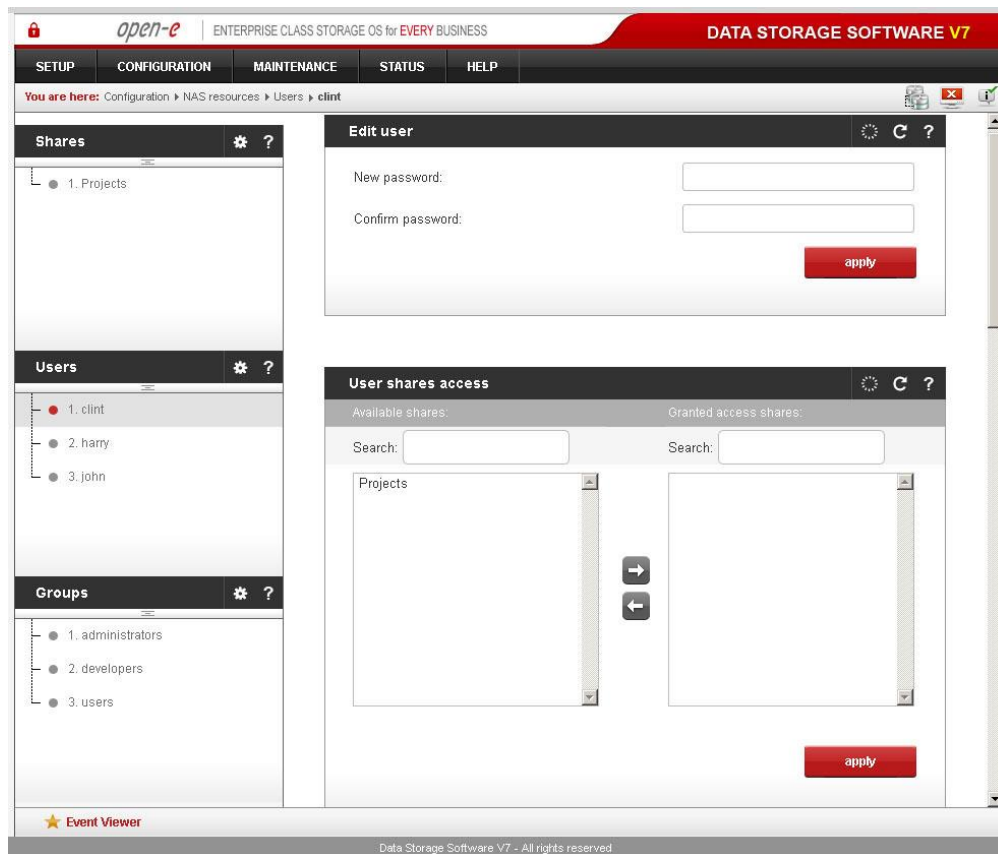 open-e ENTERPRISE CLASS STORAGE OS for EVERY BUSINESS DATA STORAGE SOFTWARE V7
SETUP CONFIGURATION MAINTENANCE STATUS HELP
You are here: Configuration NAS resources Users clint
Shares ?
1. Projects
Users ?
1. clint
2. harry
3. john
Groups ?
1. administrators
2. developers
3. users
Edit user ?
New password:
Confirm password:
apply
User shares access ?
Available shares: Granted access shares:
Search: Search:
Projects
apply
Event Viewer
Data Storage Software V7 - All rights reserved